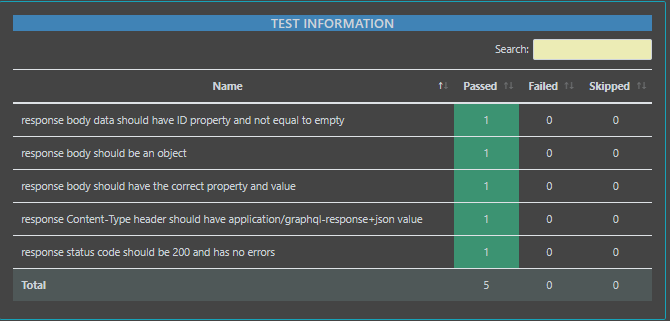 TEST INFORMATION
Search:
Name Passed Failed Skipped
response body data should have ID property and not equal to empty 1 0 0
response body should be an object 1 0 0
response body should have the correct property and value 1 0 0
response Content-Type header should have application/graphql-response+json value 1 0 0
response status code should be 200 and has no errors 1 0 0
Total 5 0 0